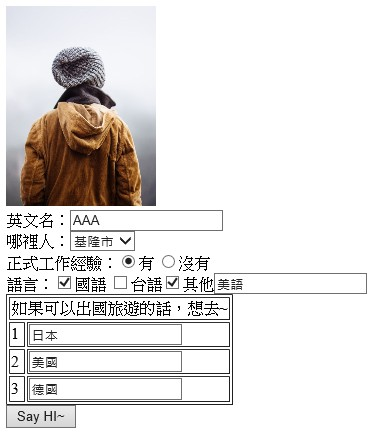 英文名：AAA
哪裡人：基隆市
正式工作經驗：有 沒有
語言：國語 台語 其他 美語
如果可以出國旅遊的話，想去~
1 日本
2 美國
3 德國
Say HI~